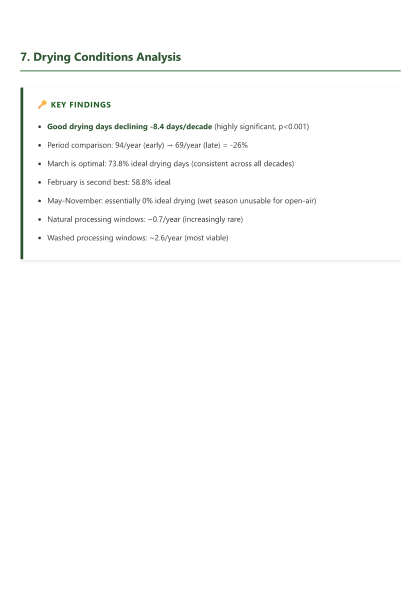 7. Drying Conditions Analysis
🔑 KEY FINDINGS
• Good drying days declining -8.4 days/decade (highly significant, p<0.001)
• Period comparison: 94/year (early) → 69/year (late) = -26%
• March is optimal: 73.8% ideal drying days (consistent across all decades)
• February is second best: 58.8% ideal
• May-November: essentially 0% ideal drying (wet season unusable for open-air)
• Natural processing windows: ~0.7/year (increasingly rare)
• Washed processing windows: ~2.6/year (most viable)